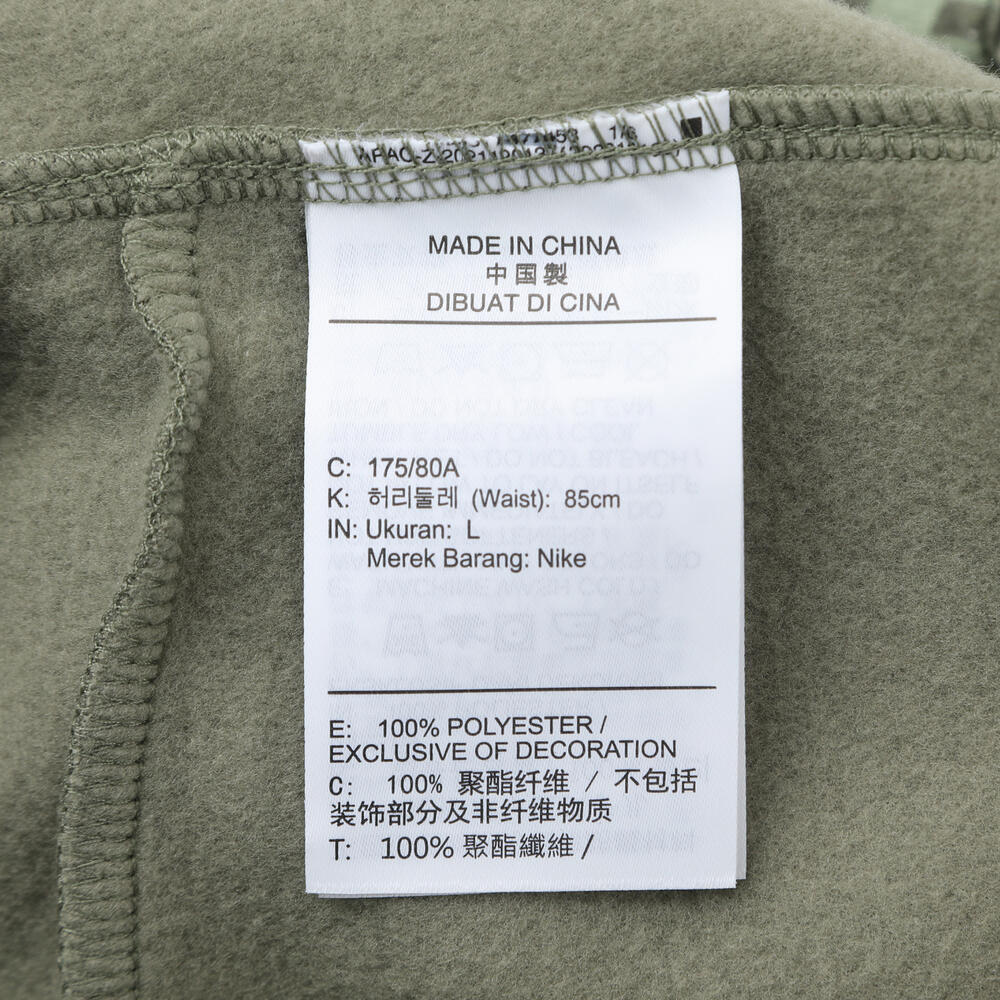 1/6
MADE IN CHINA
中国製
DIBUAT DI CINA
C: 175/80A
K: 허리둘레 (Waist): 85cm
IN: Ukuran: L
Merek Barang: Nike
E: 100% POLYESTER /
EXCLUSIVE OF DECORATION
C: 100% 聚酯纤维 / 不包括
装饰部分及非纤维物质
T: 100% 聚酯纖維 /